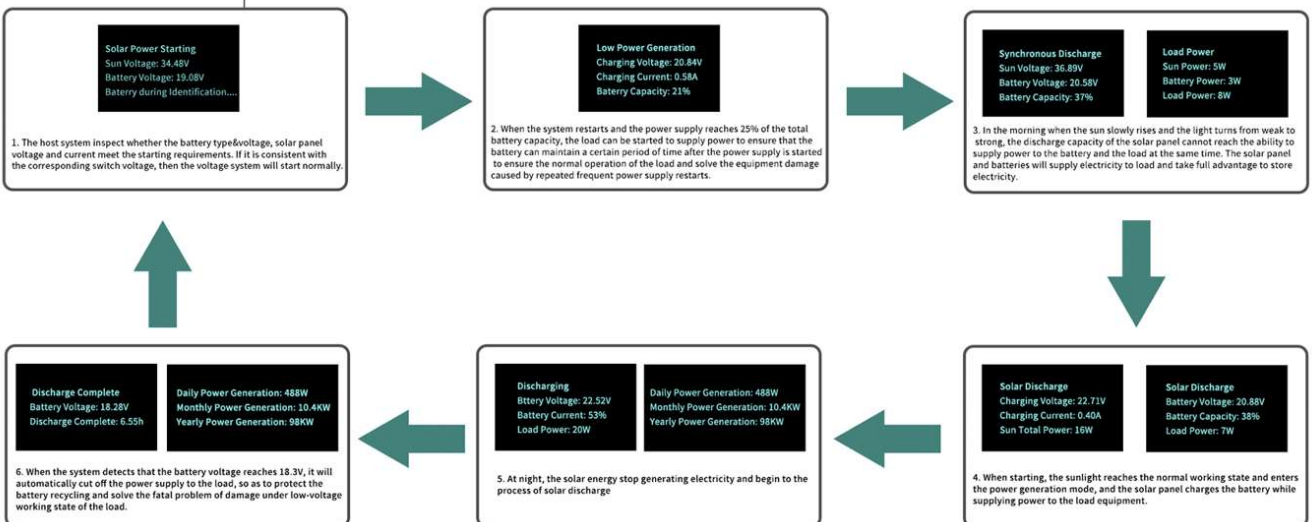 Solar Power Starting
Sun Voltage: 34.48V
Battery Voltage: 19.08V
Baterry during Identification....
1. The host system inspect whether the battery type&voltage, solar panel
voltage and current meet the starting requirements. If it is consistent with
the corresponding switch voltage, then the voltage system will start normally.
Low Power Generation
Charging Voltage: 20.84V
Charging Current: 0.58A
Baterry Capacity: 21%
2. When the system restarts and the power supply reaches 25% of the total
battery capacity, the load can be started to supply power to ensure that the
battery can maintain a certain period of time after the power supply is started
to ensure the normal operation of the load and solve the equipment damage
caused by repeated frequent power supply restarts.
Synchronous Discharge
Sun Voltage: 36.89V
Battery Voltage: 20.58V
Battery Capacity: 37%
Load Power
Sun Power: 5W
Battery Power: 3W
Load Power: 8W
3. In the morning when the sun slowly rises and the light turns from weak to
strong, the discharge capacity of the solar panel cannot reach the ability to
supply power to the battery and the load at the same time. The solar panel
and batteries will supply electricity to load and take full advantage to store
electricity.
Solar Discharge
Charging Voltage: 22.71V
Charging Current: 0.40A
Sun Total Power: 16W
Solar Discharge
Battery Voltage: 20.88V
Battery Capacity: 38%
Load Power: 7W
4. When starting, the sunlight reaches the normal working state and enters
the power generation mode, and the solar panel charges the battery while
supplying power to the load equipment.
Discharging
Bttery Voltage: 22.52V
Battery Current: 53%
Load Power: 20W
Daily Power Generation: 488W
Monthly Power Generation: 10.4KW
Yearly Power Generation: 98KW
5. At night, the solar energy stop generating electricity and begin to the
process of solar discharge
Discharge Complete
Battery Voltage: 18.28V
Discharge Complete: 6.55h
Daily Power Generation: 488W
Monthly Power Generation: 10.4KW
Yearly Power Generation: 98KW
6. When the system detects that the battery voltage reaches 18.3V, it will
automatically cut off the power supply to the load, so as to protect the
battery recycling and solve the fatal problem of damage under low-voltage
working state of the load.